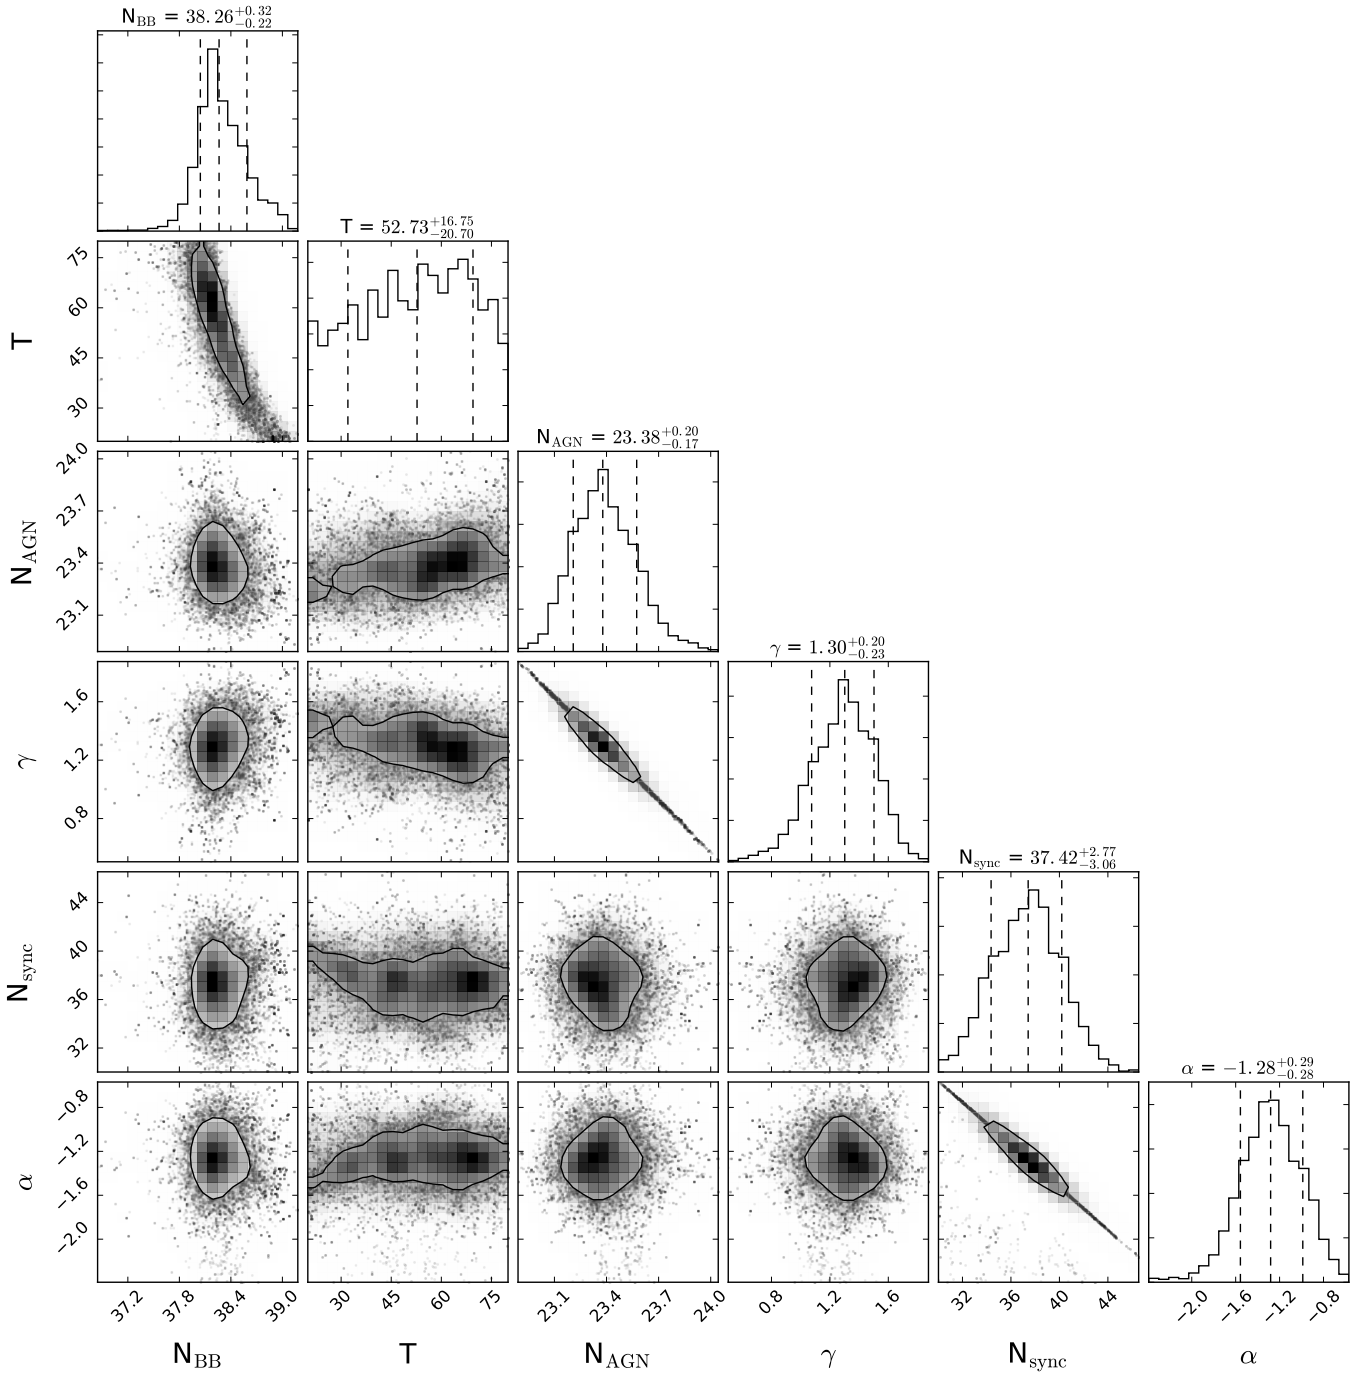 N_BB = 38.26^{+0.32}_{−0.22}
T = 52.73^{+16.75}_{−20.70}
75
60
45
30
T
N_AGN = 23.38^{+0.20}_{−0.17}
24.0
23.7
23.4
23.1
N_AGN
γ = 1.30^{+0.20}_{−0.23}
1.6
1.2
0.8
γ
N_sync = 37.42^{+2.77}_{−3.06}
44
40
36
32
N_sync
α = −1.28^{+0.29}_{−0.28}
−0.8
−1.2
−1.6
−2.0
α
37.2 37.8 38.4 39.0 30 45 60 75 23.1 23.4 23.7 24.0 0.8 1.2 1.6 32 36 40 44 −2.0 −1.6 −1.2 −0.8
N_BB T N_AGN γ N_sync α